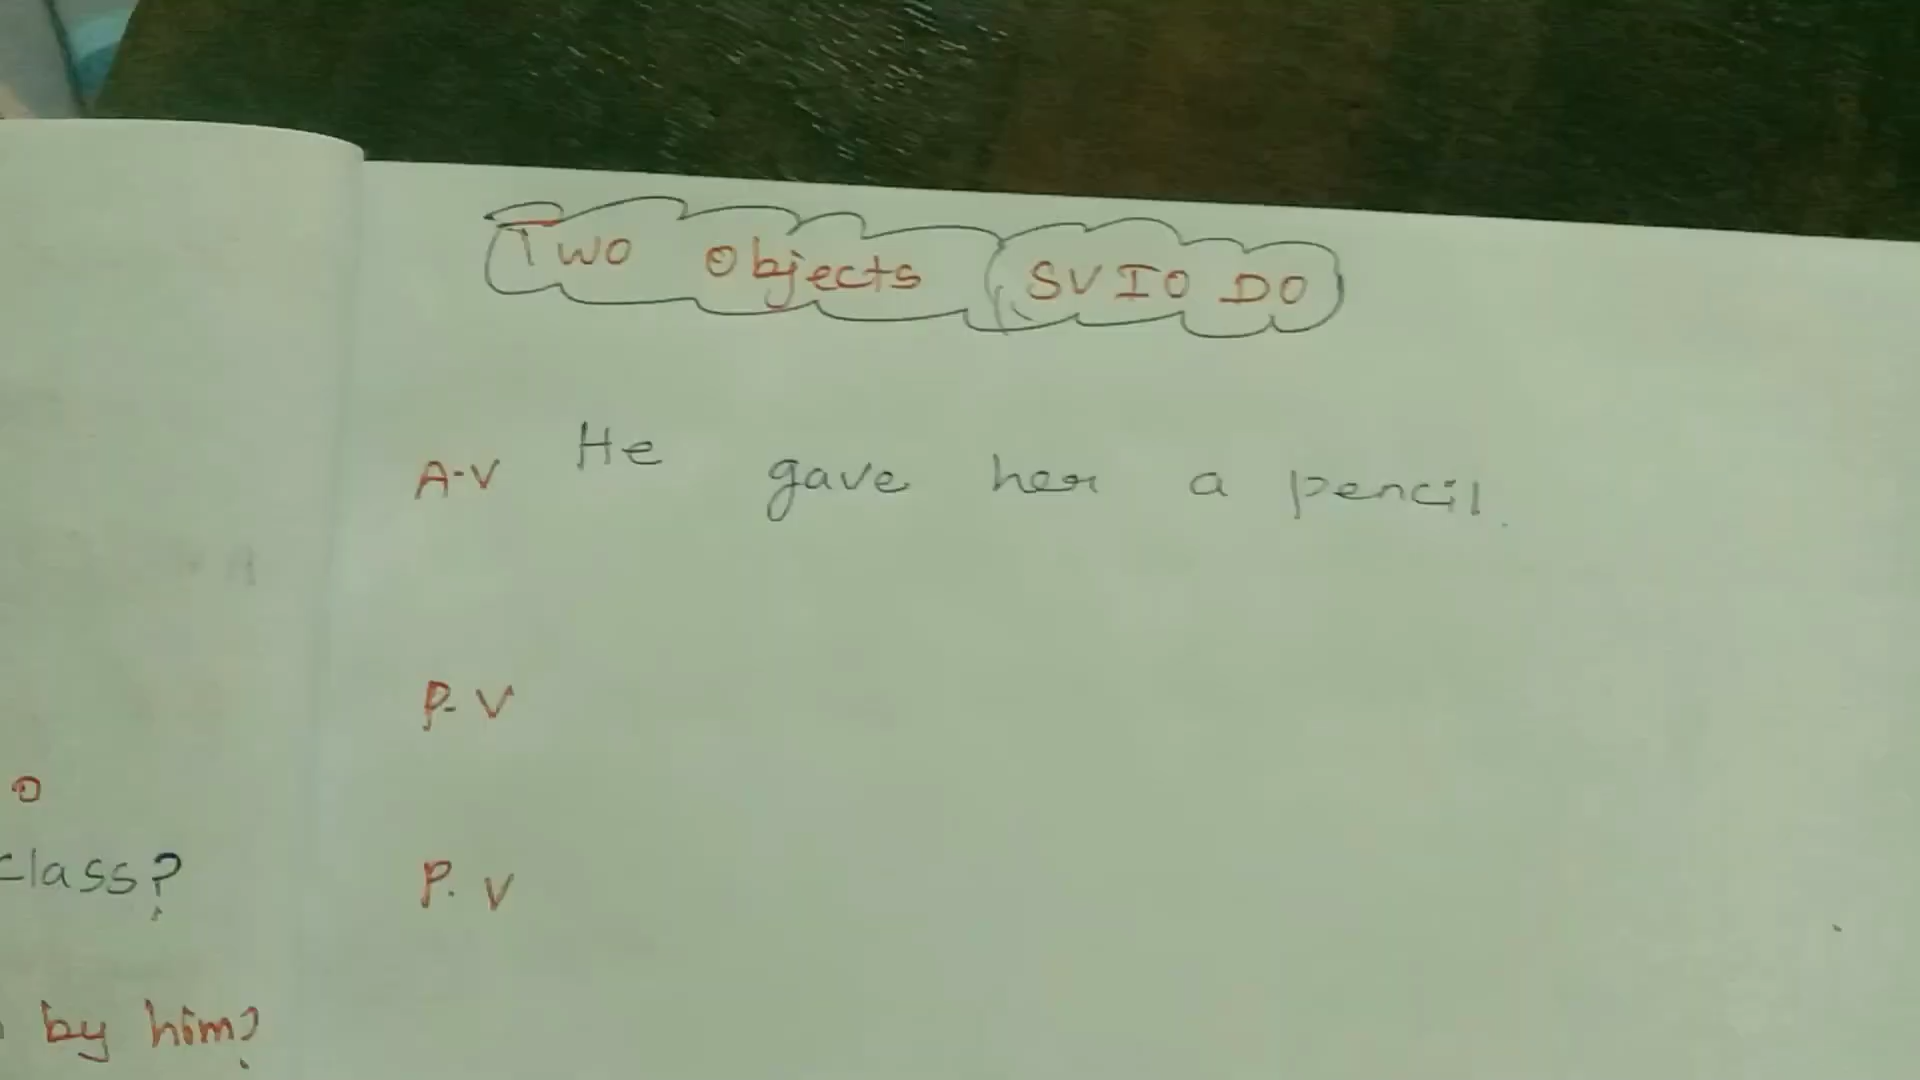 Two Objects SVIO DO
A-V He gave her a pencil.
P-V
P. V
O
class?
by him?